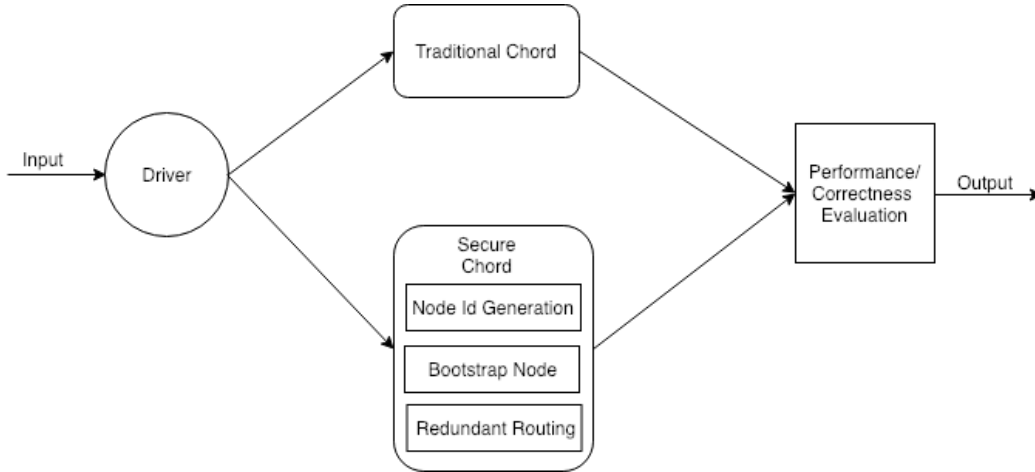 Traditional Chord
Input
Driver
Performance/
Correctness
Evaluation
Output
Secure
Chord
Node Id Generation
Bootstrap Node
Redundant Routing